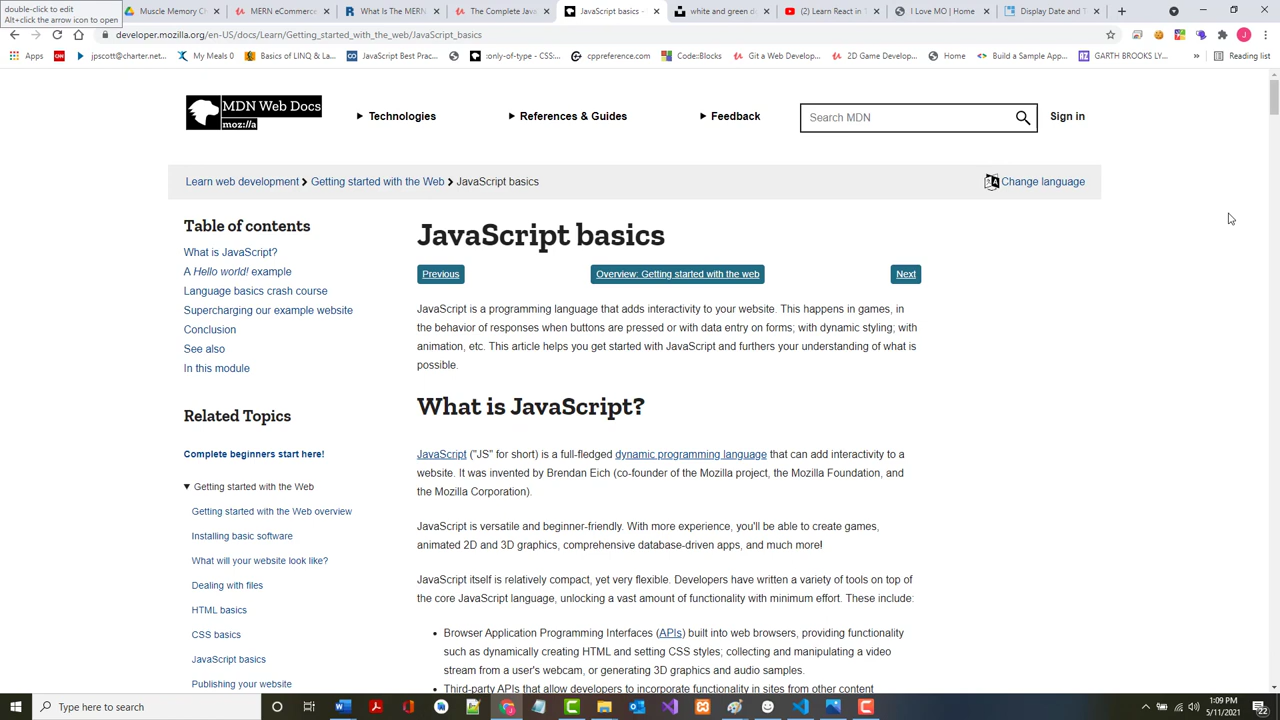 double-click to edit
Alt+click the arrow icon to open
Muscle Memory C
MERN eCommerc
What Is The MERN
The Complete Java
JavaScript basics -
white and green d
(2) Learn React in
I Love MO | Home
Display Date and T
developer.mozilla.org/en-US/docs/Learn/Getting_started_with_the_web/JavaScript_basics
Apps
jpscott@charter.net...
My Meals 0
Basics of LINQ & La...
JavaScript Best Prac...
:only-of-type - CSS:...
cppreference.com
Code::Blocks
Git a Web Develop...
2D Game Develop...
Home
Build a Sample App...
GARTH BROOKS LY...
Reading list
MDN Web Docs
moz://a
Technologies
References & Guides
Feedback
Search MDN
Sign in
Learn web development
Getting started with the Web
JavaScript basics
Change language
Table of contents
What is JavaScript?
A Hello world! example
Language basics crash course
Supercharging our example website
Conclusion
See also
In this module
Related Topics
Complete beginners start here!
Getting started with the Web
Getting started with the Web overview
Installing basic software
What will your website look like?
Dealing with files
HTML basics
CSS basics
JavaScript basics
Publishing your website
JavaScript basics
Previous
Overview: Getting started with the web
Next
JavaScript is a programming language that adds interactivity to your website. This happens in games, in
the behavior of responses when buttons are pressed or with data entry on forms; with dynamic styling; with
animation, etc. This article helps you get started with JavaScript and furthers your understanding of what is
possible.
What is JavaScript?
JavaScript ("JS" for short) is a full-fledged dynamic programming language that can add interactivity to a
website. It was invented by Brendan Eich (co-founder of the Mozilla project, the Mozilla Foundation, and
the Mozilla Corporation).
JavaScript is versatile and beginner-friendly. With more experience, you'll be able to create games,
animated 2D and 3D graphics, comprehensive database-driven apps, and much more!
JavaScript itself is relatively compact, yet very flexible. Developers have written a variety of tools on top of
the core JavaScript language, unlocking a vast amount of functionality with minimum effort. These include:
Browser Application Programming Interfaces (APIs) built into web browsers, providing functionality
such as dynamically creating HTML and setting CSS styles; collecting and manipulating a video
stream from a user's webcam, or generating 3D graphics and audio samples.
Third-party APIs that allow developers to incorporate functionality in sites from other content
Type here to search
1:09 PM
5/11/2021